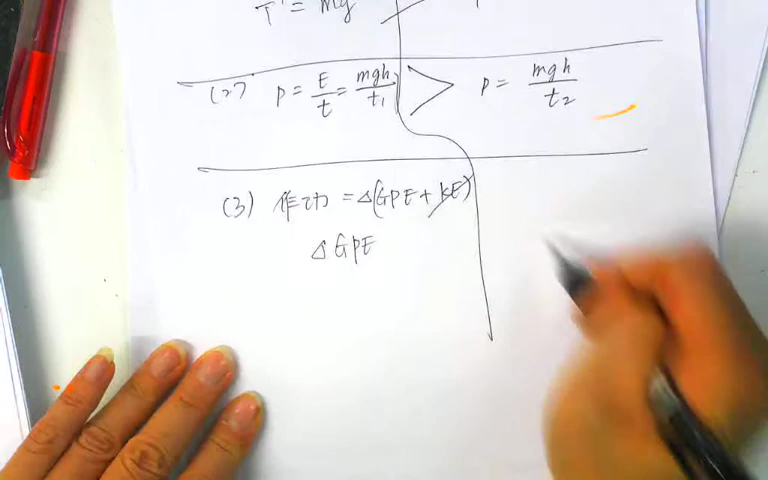 T' = Mg
(2) P = E/t = mgh/t1 > P = mgh/t2
(3) 作功 = Δ(GPE + KE)
ΔGPE